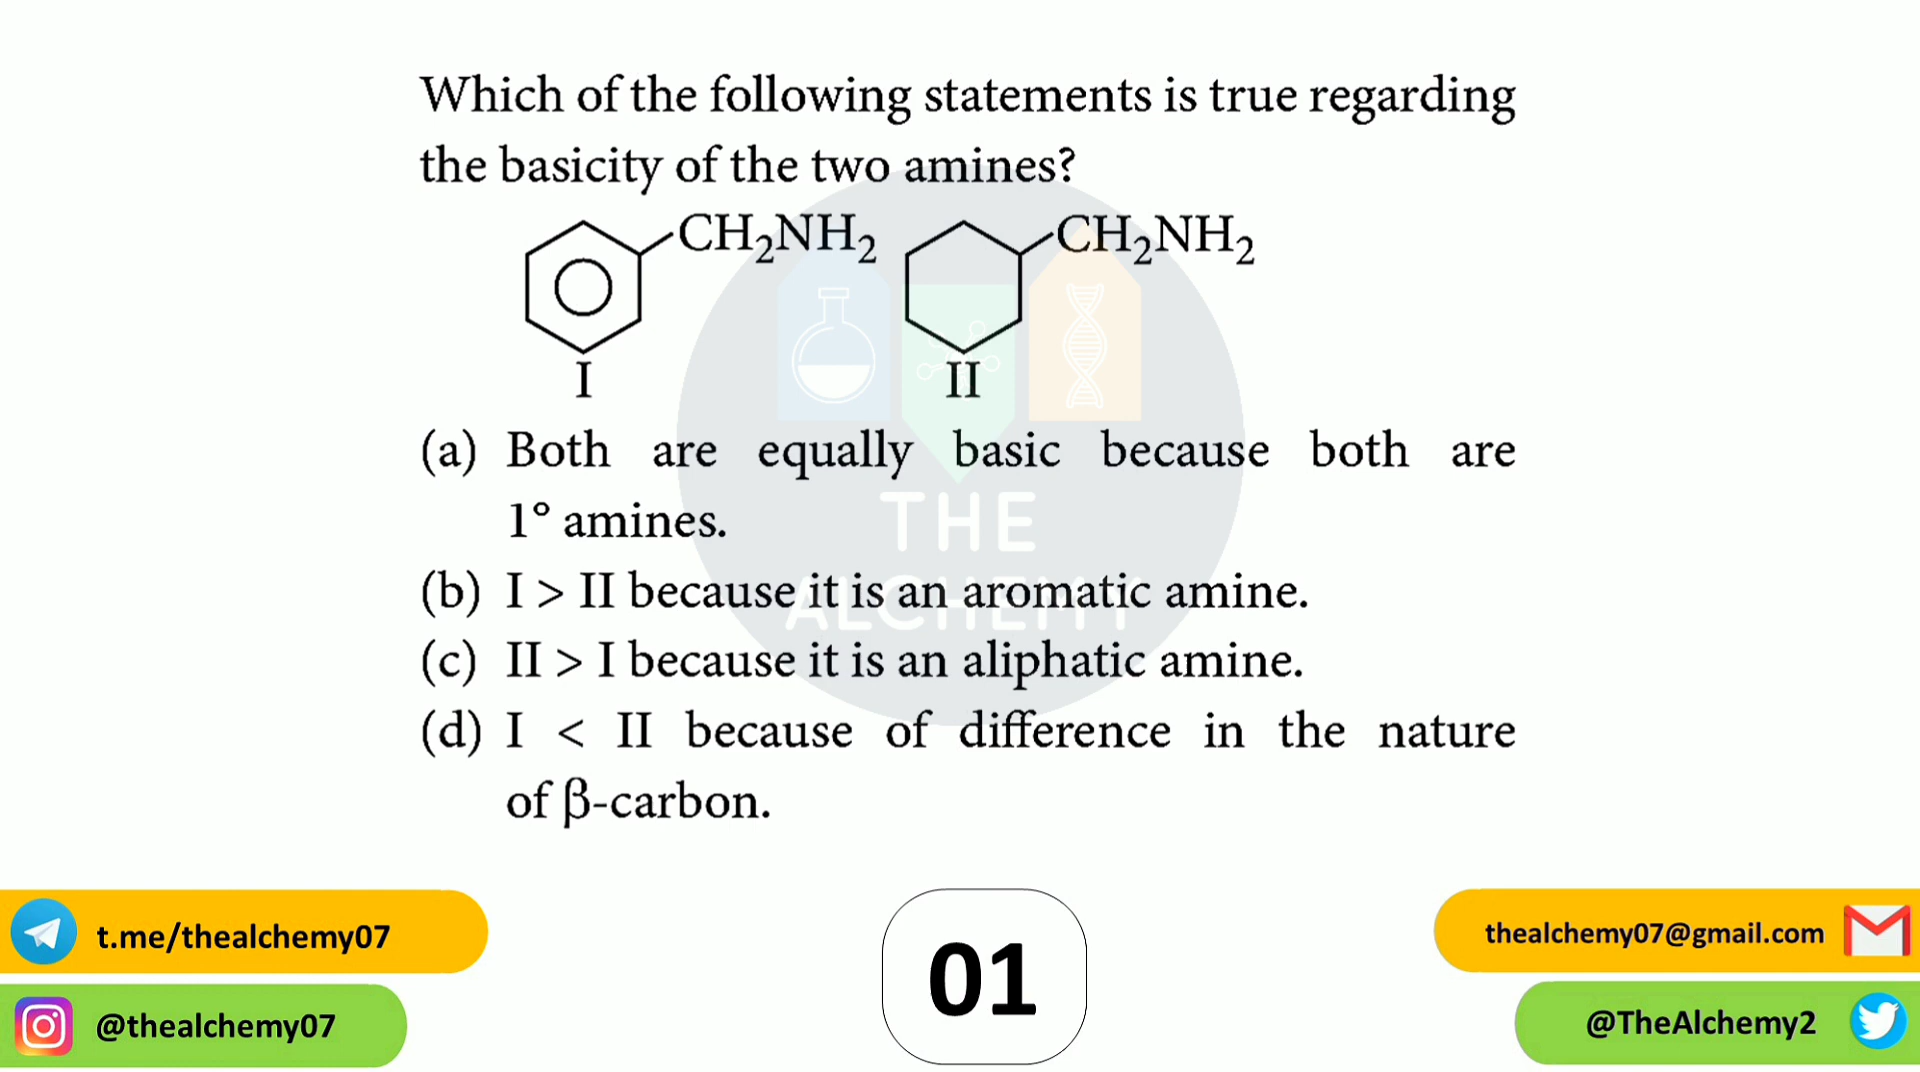 Which of the following statements is true regarding
the basicity of the two amines?
CH₂NH₂ CH₂NH₂
I II
(a) Both are equally basic because both are
1° amines.
(b) I > II because it is an aromatic amine.
(c) II > I because it is an aliphatic amine.
(d) I < II because of difference in the nature
of β-carbon.
THE
ALCHEMY
t.me/thealchemy07
@thealchemy07
01
thealchemy07@gmail.com
@TheAlchemy2